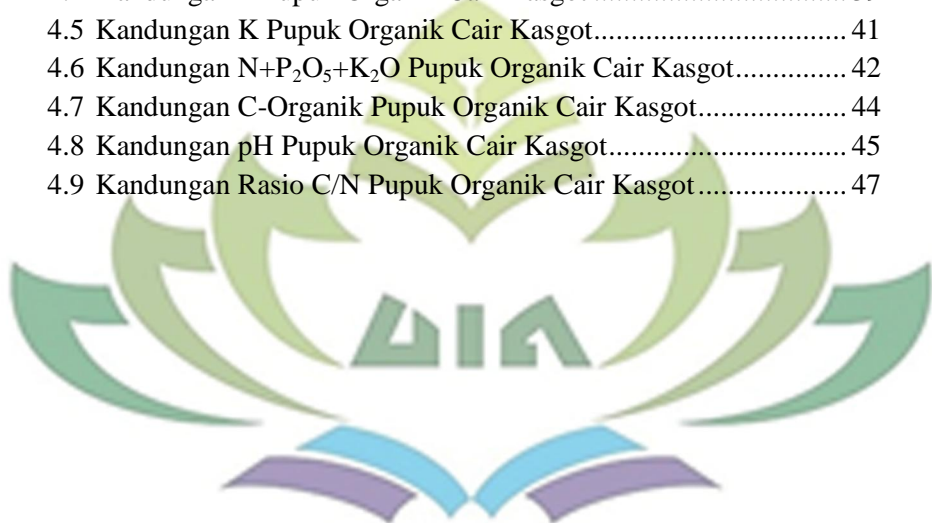 4.5 Kandungan K Pupuk Organik Cair Kasgot.................................. 41
4.6 Kandungan N+P₂O₅+K₂O Pupuk Organik Cair Kasgot............... 42
4.7 Kandungan C-Organik Pupuk Organik Cair Kasgot.................... 44
4.8 Kandungan pH Pupuk Organik Cair Kasgot................................ 45
4.9 Kandungan Rasio C/N Pupuk Organik Cair Kasgot.................... 47
UIN